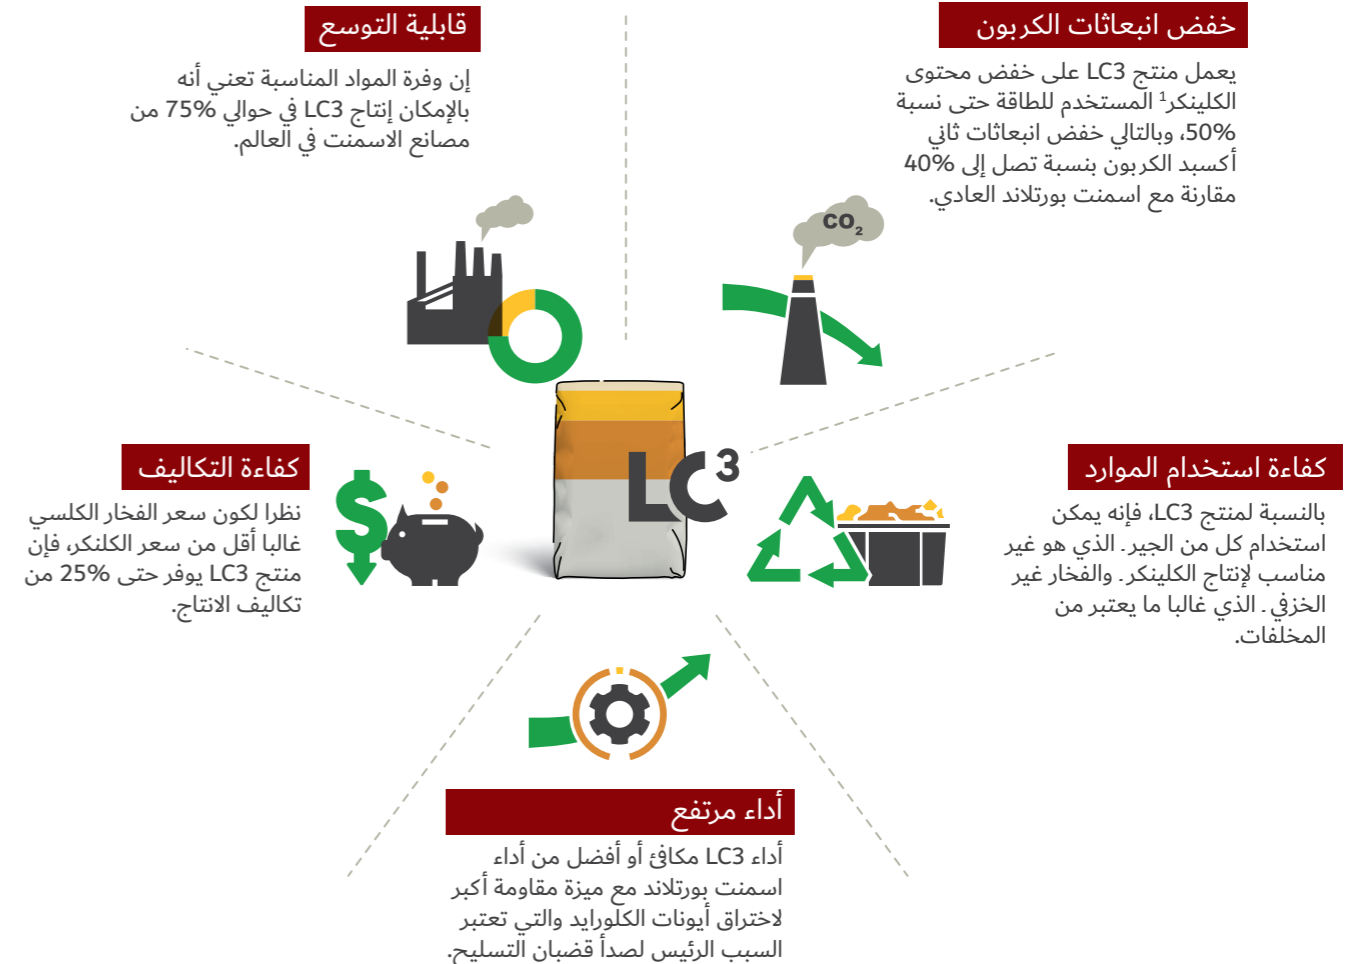 خفض انبعاثات الكربون
يعمل منتج LC3 على خفض محتوى
الكلينكر¹ المستخدم للطاقة حتى نسبة
50%، وبالتالي خفض انبعاثات ثاني
أكسبد الكربون بنسبة تصل إلى 40%
مقارنة مع اسمنت بورتلاند العادي.
CO₂
قابلية التوسع
إن وفرة المواد المناسبة تعني أنه
بالإمكان إنتاج LC3 في حوالي 75% من
مصانع الاسمنت في العالم.
كفاءة استخدام الموارد
بالنسبة لمنتج LC3، فإنه يمكن
استخدام كل من الجير ـ الذي هو غير
مناسب لإنتاج الكلينكر ـ والفخار غير
الخزفي ـ الذي غالبا ما يعتبر من
المخلفات.
LC³
كفاءة التكاليف
نظرا لكون سعر الفخار الكلسي
غالبا أقل من سعر الكلنكر، فإن
منتج LC3 يوفر حتى 25% من
تكاليف الانتاج.
$
أداء مرتفع
أداء LC3 مكافئ أو أفضل من أداء
اسمنت بورتلاند مع ميزة مقاومة أكبر
لاختراق أيونات الكلورايد والتي تعتبر
السبب الرئيس لصدأ قضبان التسليح.